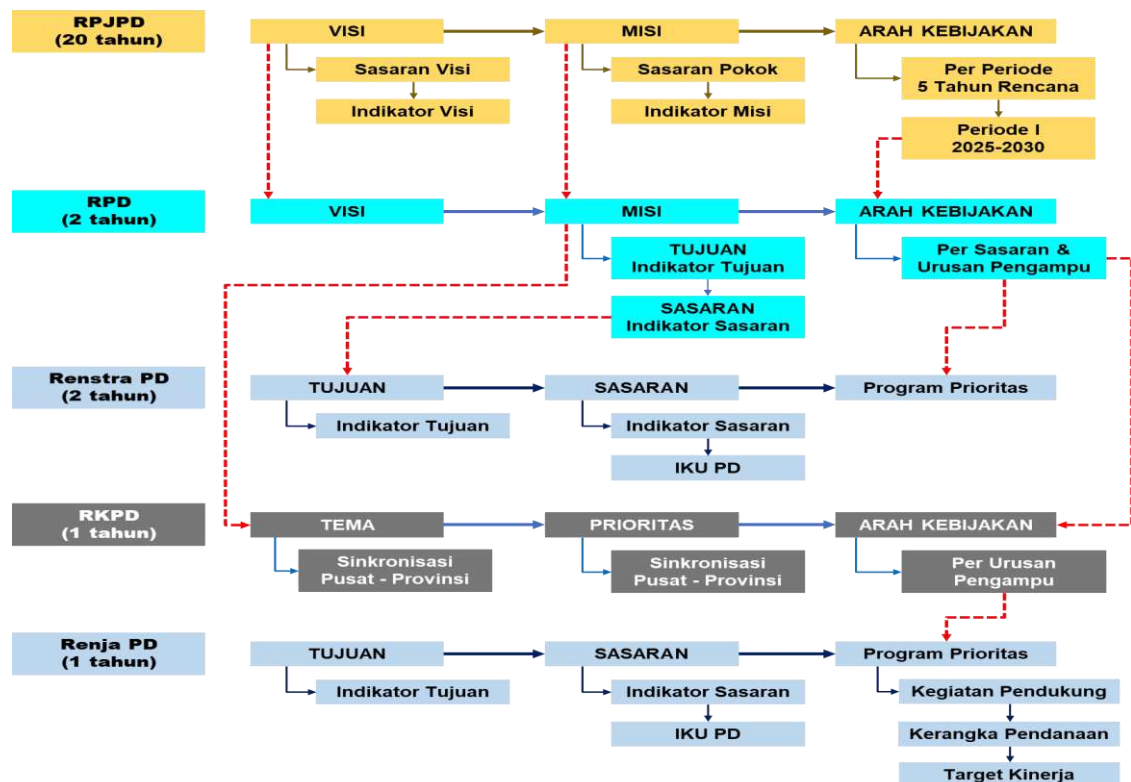 RPJPD
(20 tahun)
VISI
MISI
ARAH KEBIJAKAN
Sasaran Visi
Indikator Visi
Sasaran Pokok
Indikator Misi
Per Periode
5 Tahun Rencana
Periode I
2025-2030
RPD
(2 tahun)
VISI
MISI
ARAH KEBIJAKAN
TUJUAN
Indikator Tujuan
SASARAN
Indikator Sasaran
Per Sasaran &
Urusan Pengampu
Renstra PD
(2 tahun)
TUJUAN
SASARAN
Program Prioritas
Indikator Tujuan
Indikator Sasaran
IKU PD
RKPD
(1 tahun)
TEMA
PRIORITAS
ARAH KEBIJAKAN
Sinkronisasi
Pusat - Provinsi
Sinkronisasi
Pusat - Provinsi
Per Urusan
Pengampu
Renja PD
(1 tahun)
TUJUAN
SASARAN
Program Prioritas
Indikator Tujuan
Indikator Sasaran
IKU PD
Kegiatan Pendukung
Kerangka Pendanaan
Target Kinerja